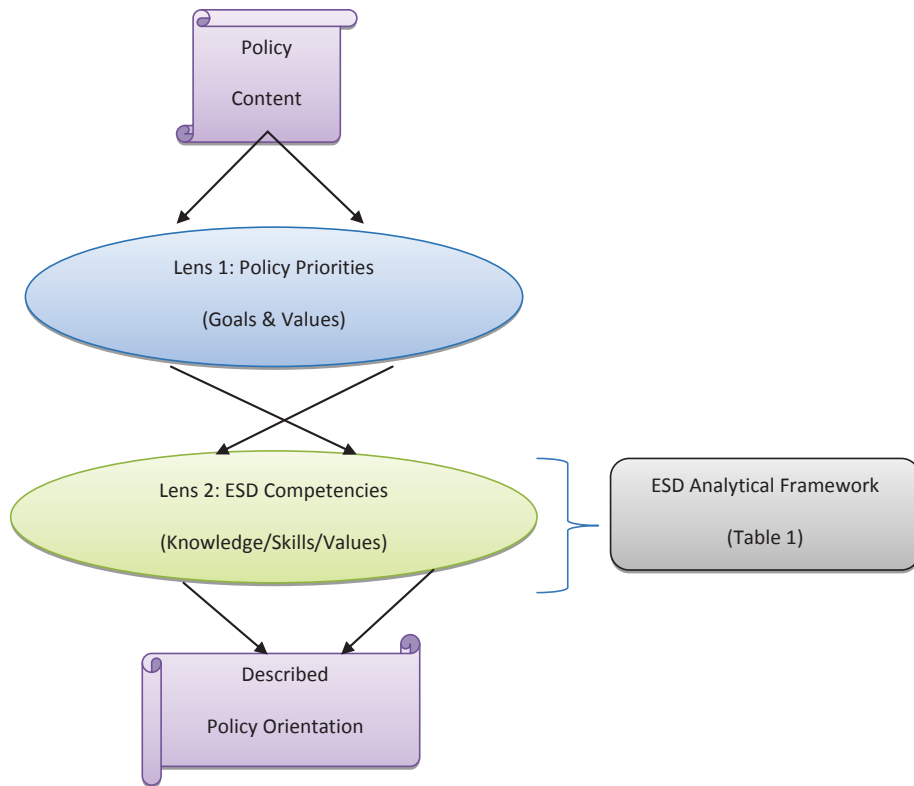 Policy
Content
Lens 1: Policy Priorities
(Goals & Values)
Lens 2: ESD Competencies
(Knowledge/Skills/Values)
ESD Analytical Framework
(Table 1)
Described
Policy Orientation